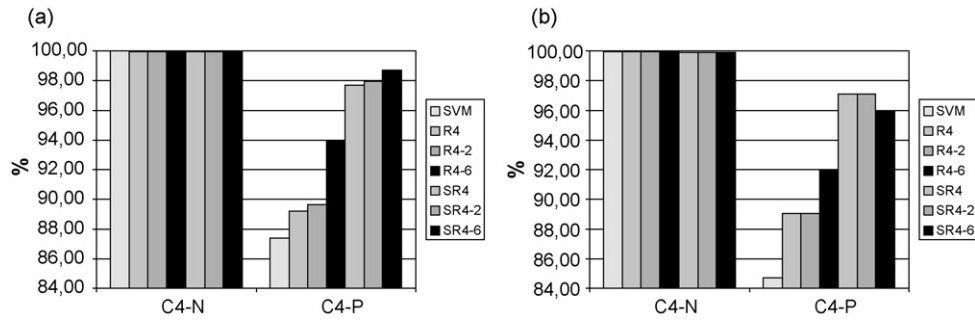 (a)
100,00
98,00
96,00
94,00
92,00
90,00
88,00
86,00
84,00
%
C4-N
C4-P
SVM
R4
R4-2
R4-6
SR4
SR4-2
SR4-6
(b)
100,00
98,00
96,00
94,00
92,00
90,00
88,00
86,00
84,00
%
C4-N
C4-P
SVM
R4
R4-2
R4-6
SR4
SR4-2
SR4-6